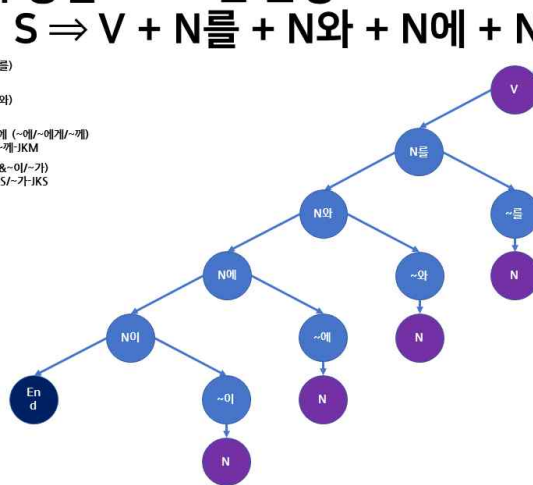 S ⇒ V + N를 + N와 + N에 + N
를)
와)
에 (~에/~에게/~께)
~께-JKM
&~이/~가)
S/~가-JKS
V
N를
N와
~를
N에
~와
N
N이
~에
N
En
d
~이
N
N